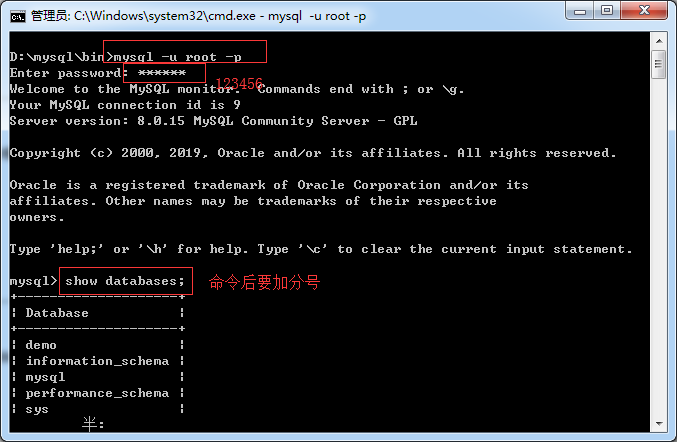 管理员: C:\Windows\system32\cmd.exe - mysql  -u root -p
D:\mysql\bin>mysql -u root -p
Enter password: ******
123456
Welcome to the MySQL monitor.  Commands end with ; or \g.
Your MySQL connection id is 9
Server version: 8.0.15 MySQL Community Server - GPL
Copyright (c) 2000, 2019, Oracle and/or its affiliates. All rights reserved.
Oracle is a registered trademark of Oracle Corporation and/or its
affiliates. Other names may be trademarks of their respective
owners.
Type 'help;' or '\h' for help. Type '\c' to clear the current input statement.
mysql> show databases; 命令后要加分号
+--------------------+
| Database           |
+--------------------+
| demo               |
| information_schema |
| mysql              |
| performance_schema |
| sys                |
半: